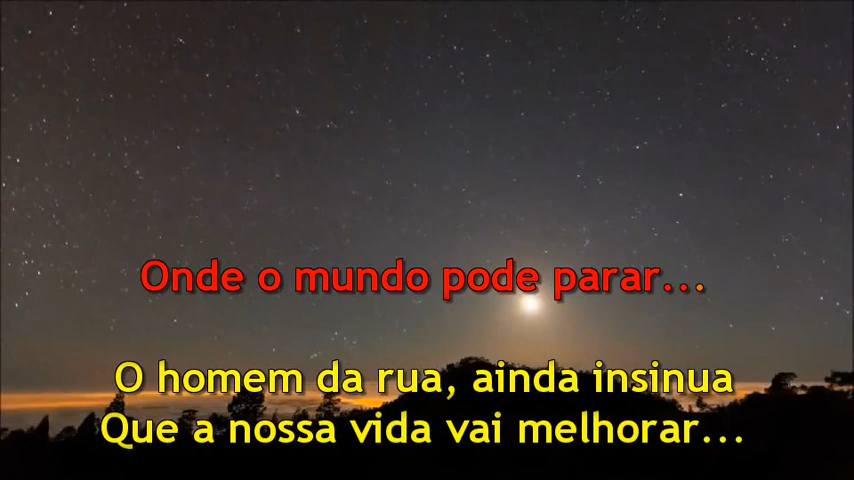 Onde o mundo pode parar...
O homem da rua, ainda insinua
Que a nossa vida vai melhorar...